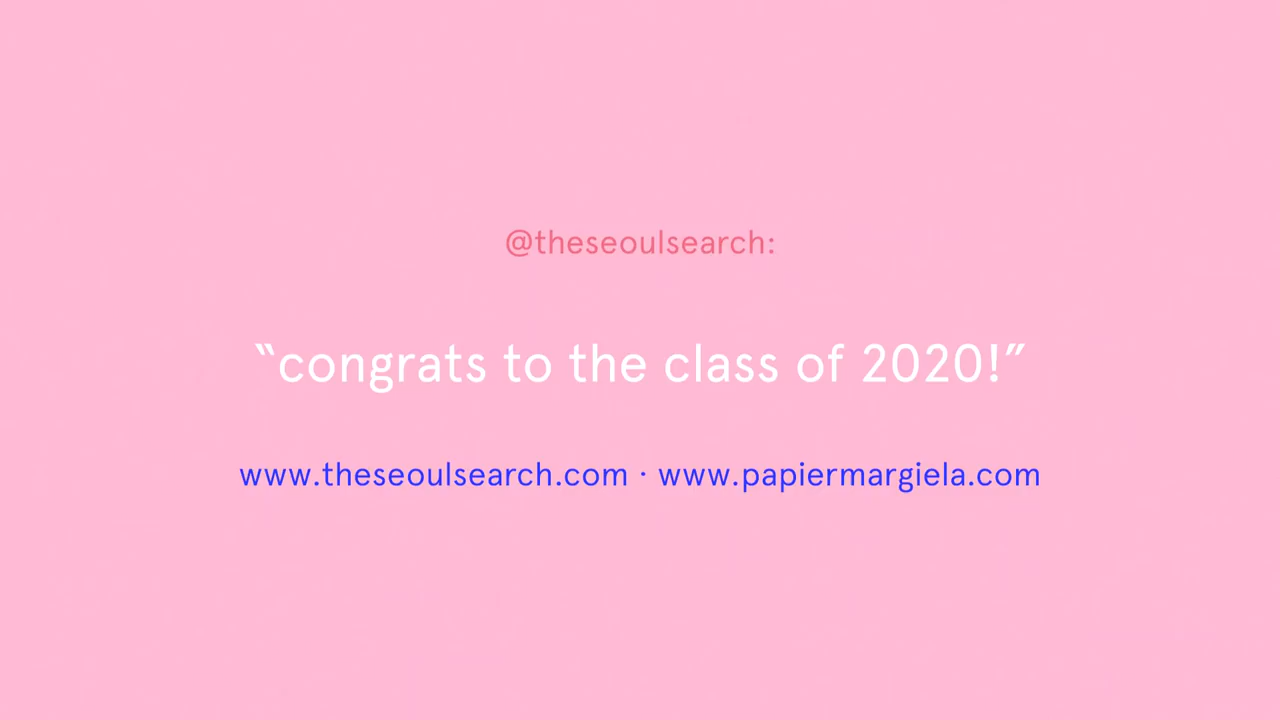 @theseoulsearch:
“congrats to the class of 2020!”
www.theseoulsearch.com · www.papiermargiela.com